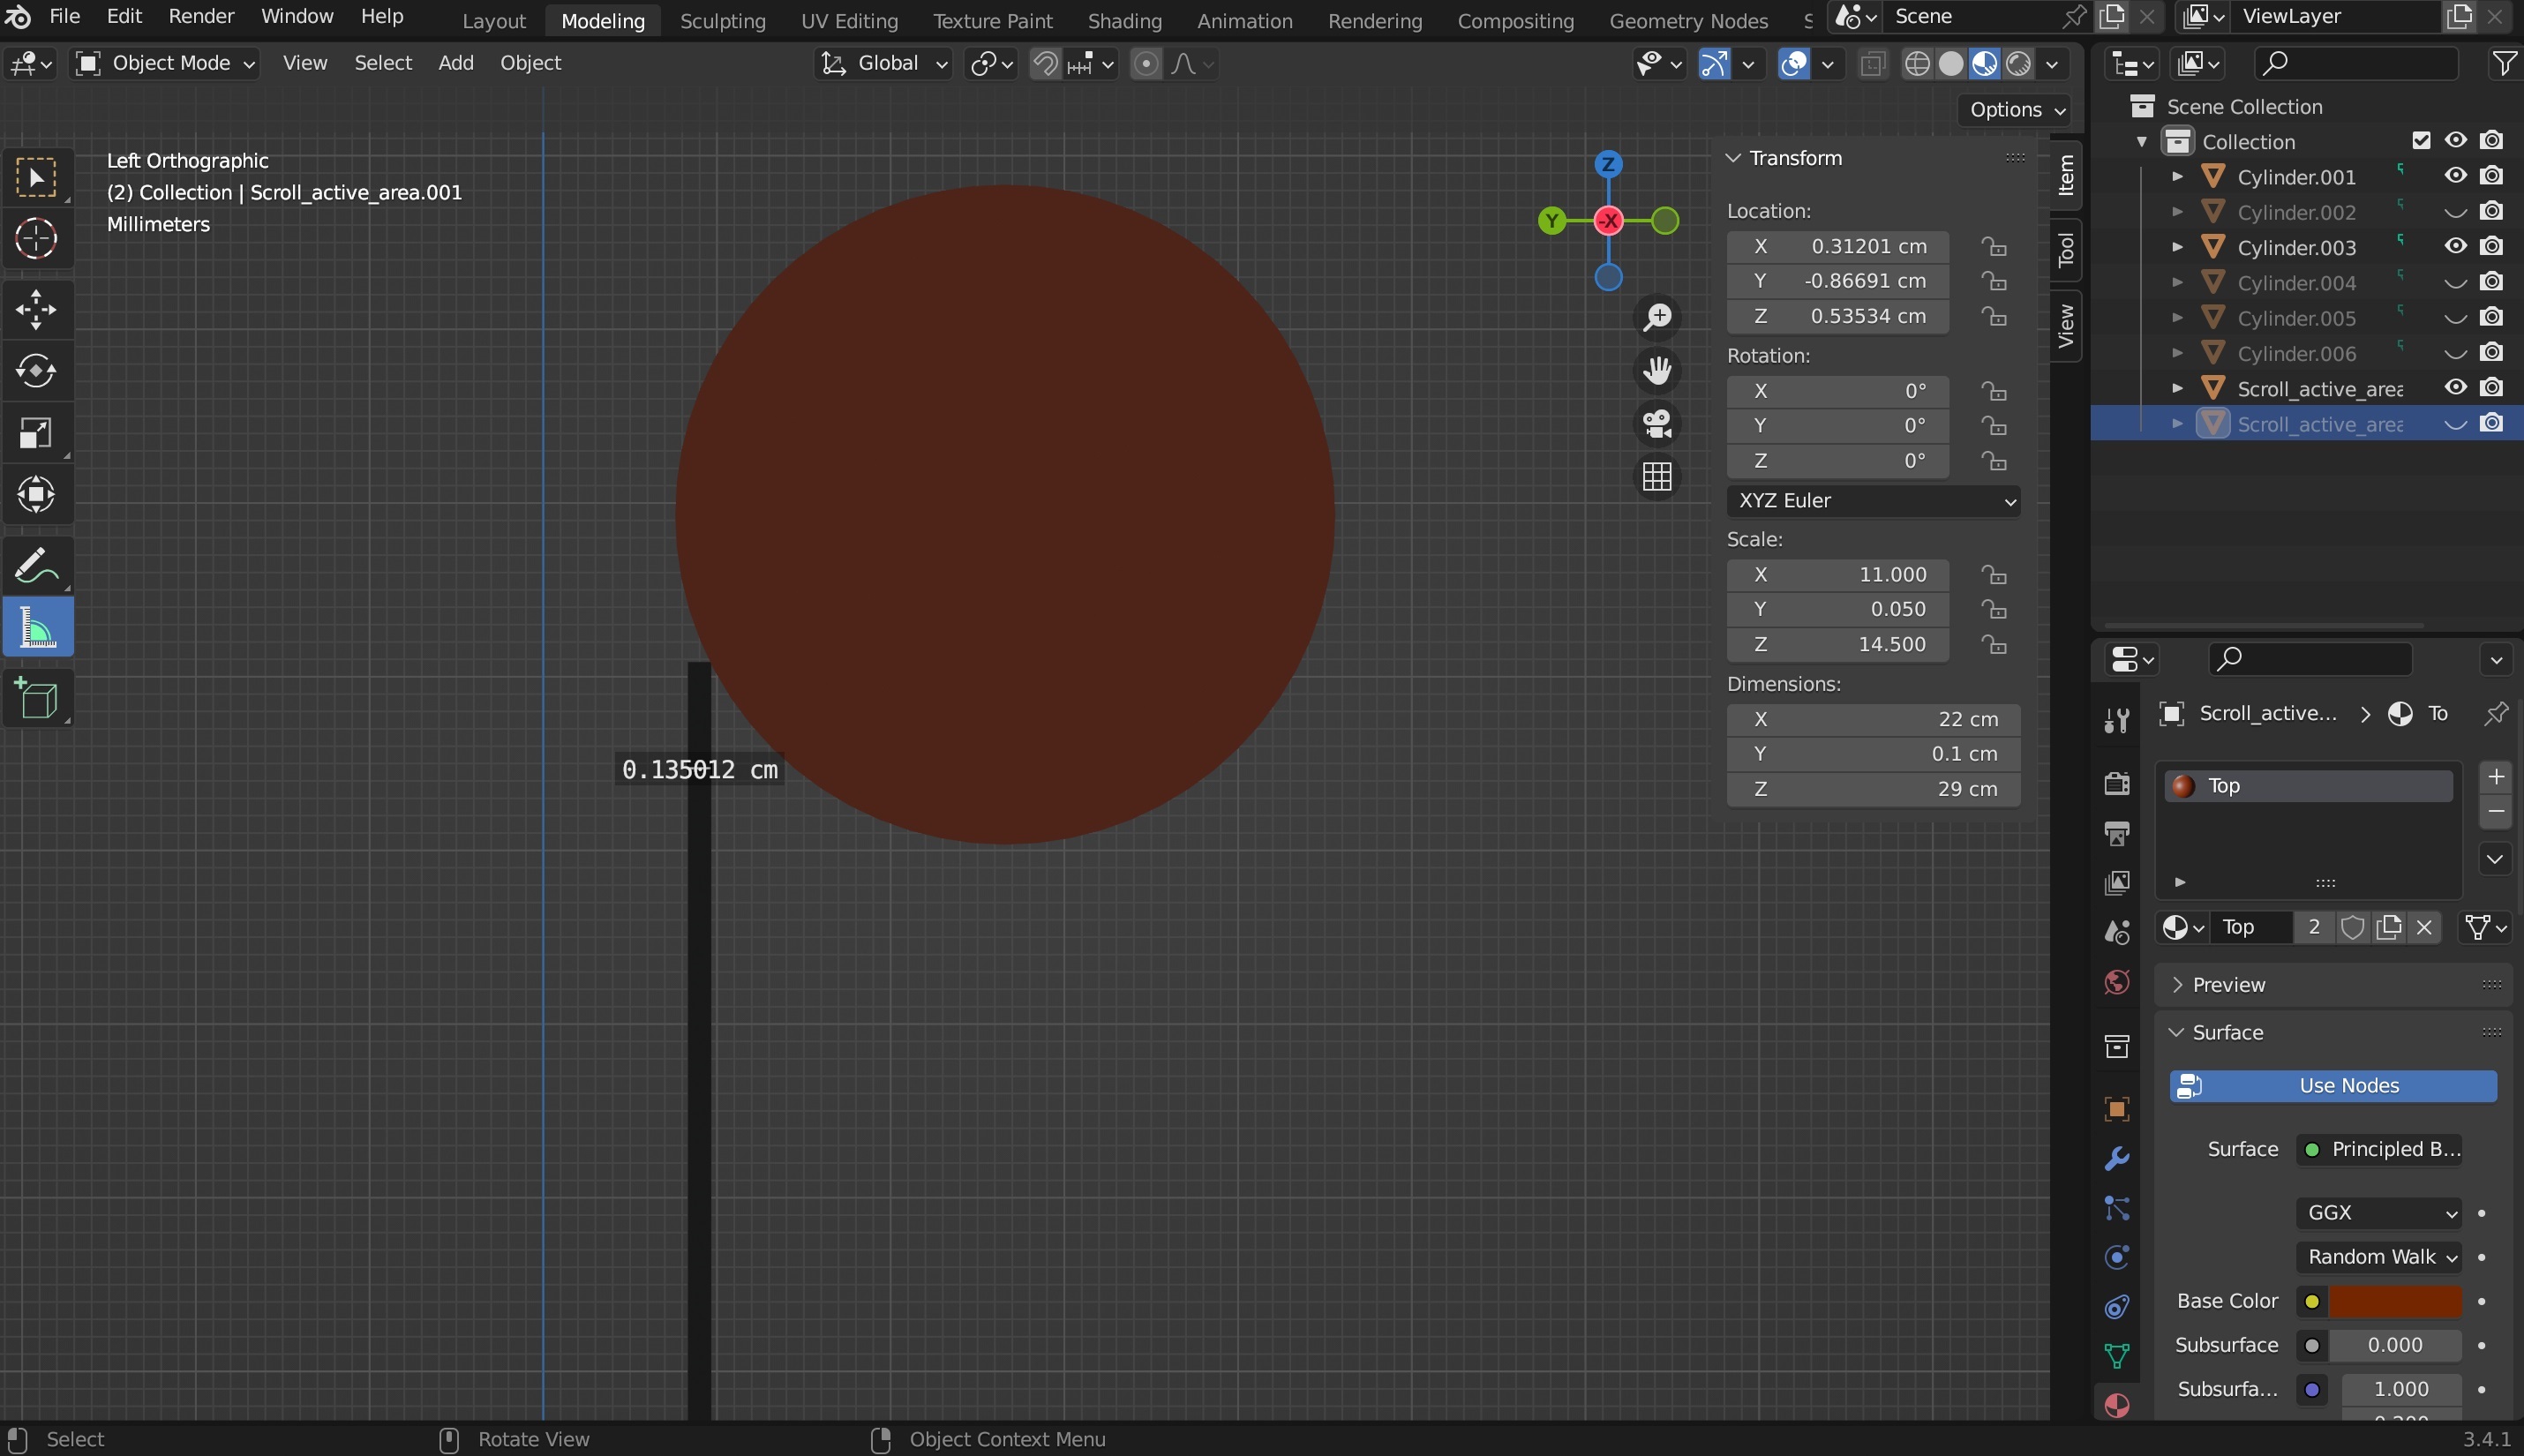 File Edit Render Window Help Layout Modeling Sculpting UV Editing Texture Paint Shading Animation Rendering Compositing Geometry Nodes S Scene ViewLayer
Object Mode View Select Add Object Global
Options
Left Orthographic
(2) Collection | Scroll_active_area.001
Millimeters
0.135012 cm
Z
Y
-X
Transform
Location:
X 0.31201 cm
Y -0.86691 cm
Z 0.53534 cm
Rotation:
X 0°
Y 0°
Z 0°
XYZ Euler
Scale:
X 11.000
Y 0.050
Z 14.500
Dimensions:
X 22 cm
Y 0.1 cm
Z 29 cm
Item
Tool
View
Scene Collection
Collection
Cylinder.001
Cylinder.002
Cylinder.003
Cylinder.004
Cylinder.005
Cylinder.006
Scroll_active_area
Scroll_active_area
Scroll_active... To
Top
Top 2
Preview
Surface
Use Nodes
Surface Principled B...
GGX
Random Walk
Base Color
Subsurface 0.000
Subsurfa... 1.000
Select Rotate View Object Context Menu 3.4.1